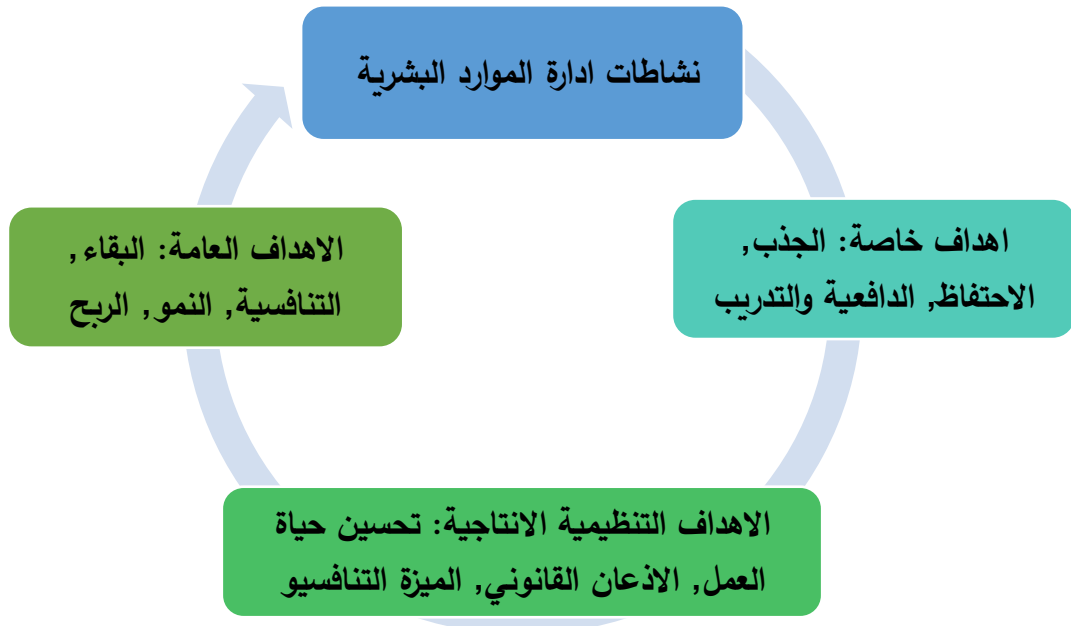 نشاطات ادارة الموارد البشرية
اهداف خاصة: الجذب,
الاحتفاظ, الدافعية والتدريب
الاهداف العامة: البقاء,
التنافسية, النمو, الربح
الاهداف التنظيمية الانتاجية: تحسين حياة
العمل, الاذعان القانوني, الميزة التنافسيو